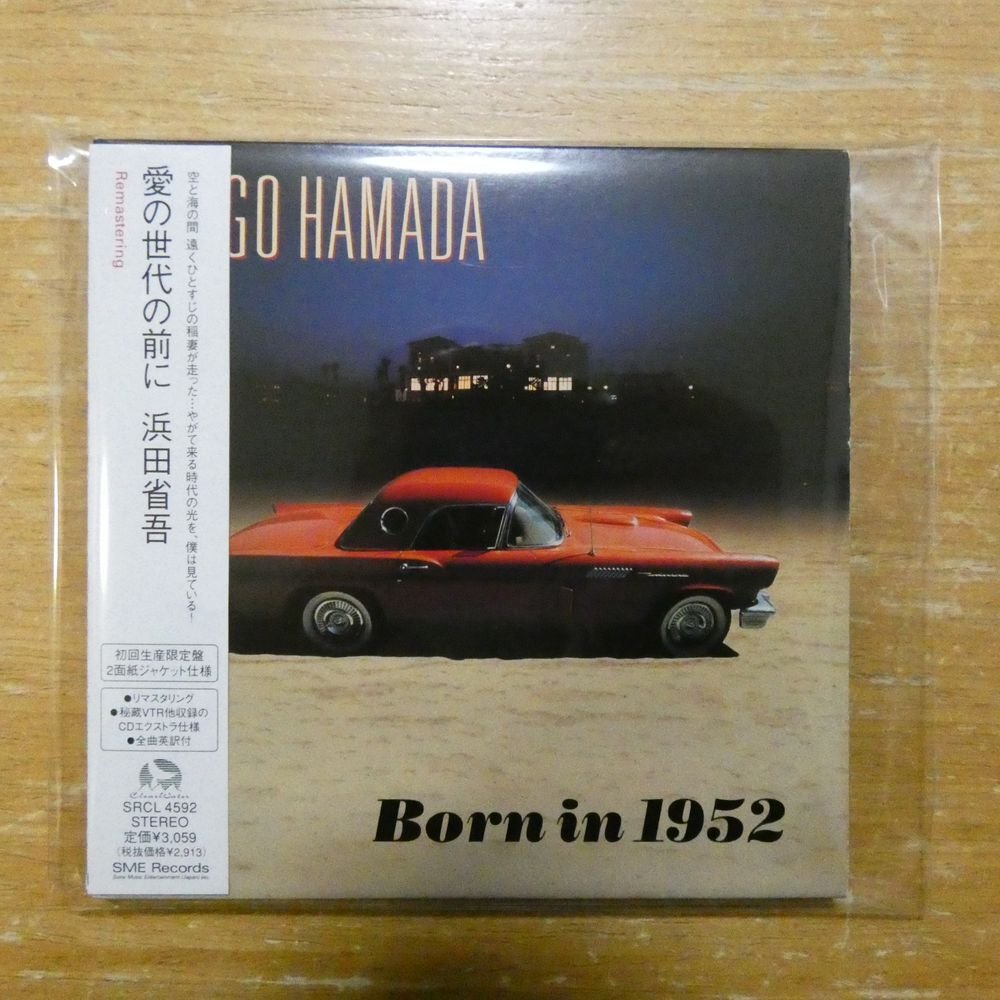 GO HAMADA
空と海の間 遠くひとすじの稲妻が走った…やがて来る時代の光を、僕は見ている!
愛の世代の前に 浜田省吾
Remastering
初回生産限定盤
2面紙ジャケット仕様
●リマスタリング
●秘蔵VTR他収録の
CDエクストラ仕様
●全曲英訳付
SRCL 4592
STEREO
定価¥3,059
(税抜価格¥2,913)
SME Records
Sony Music Entertainment (Japan) Inc.
Born in 1952